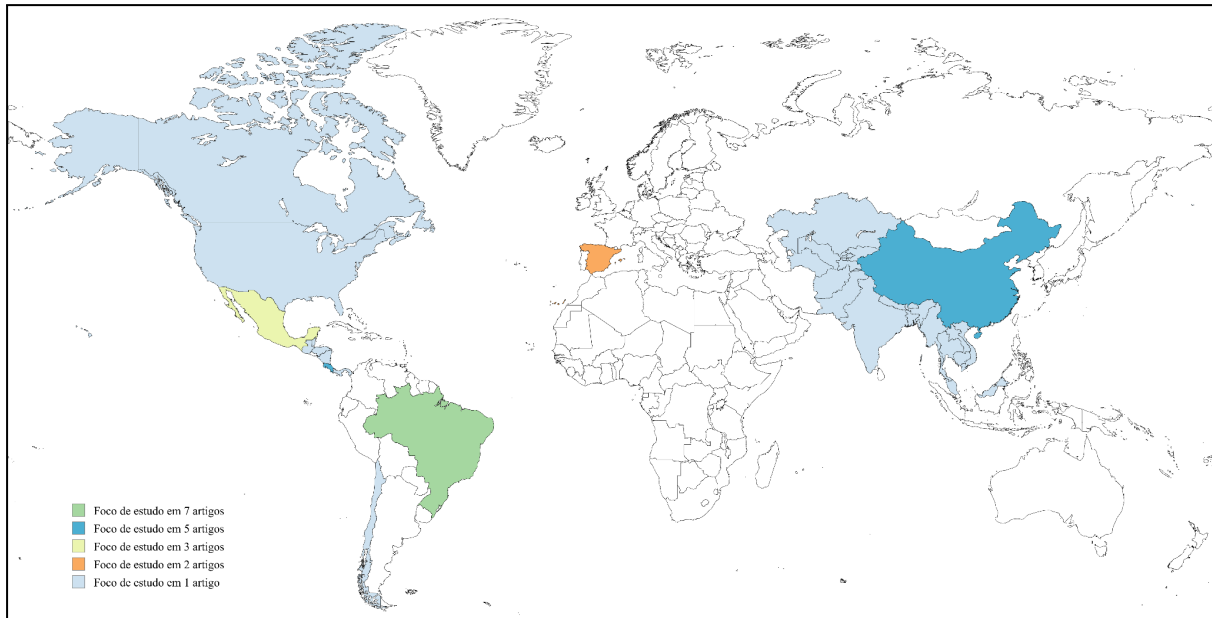 Foco de estudo em 7 artigos
Foco de estudo em 5 artigos
Foco de estudo em 3 artigos
Foco de estudo em 2 artigos
Foco de estudo em 1 artigo